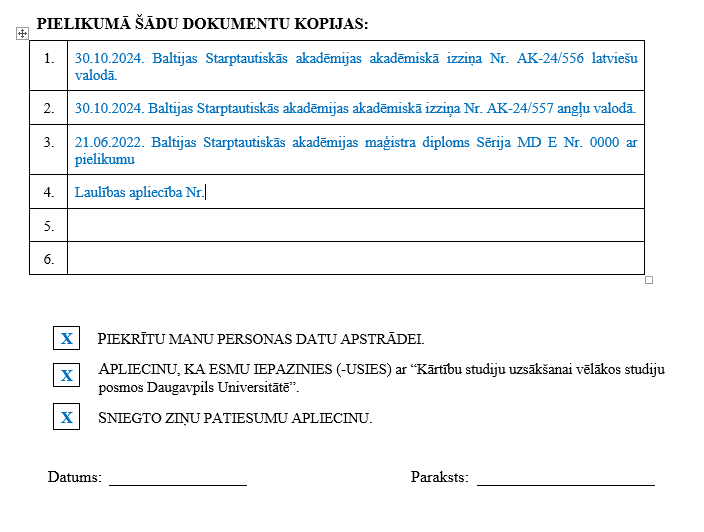 PIELIKUMĀ ŠĀDU DOKUMENTU KOPIJAS:
1. 30.10.2024. Baltijas Starptautiskās akadēmijas akadēmiskā izziņa Nr. AK-24/556 latviešu
valodā.
2. 30.10.2024. Baltijas Starptautiskās akadēmijas akadēmiskā izziņa Nr. AK-24/557 angļu valodā.
3. 21.06.2022. Baltijas Starptautiskās akadēmijas maģistra diploms Sērija MD E Nr. 0000 ar
pielikumu
4. Laulības apliecība Nr.
5.
6.
X PIEKRĪTU MANU PERSONAS DATU APSTRĀDEI.
X APLIECINU, KA ESMU IEPAZINIES (-USIES) ar “Kārtību studiju uzsākšanai vēlākos studiju
posmos Daugavpils Universitātē”.
X SNIEGTO ZIŅU PATIESUMU APLIECINU.
Datums: Paraksts: